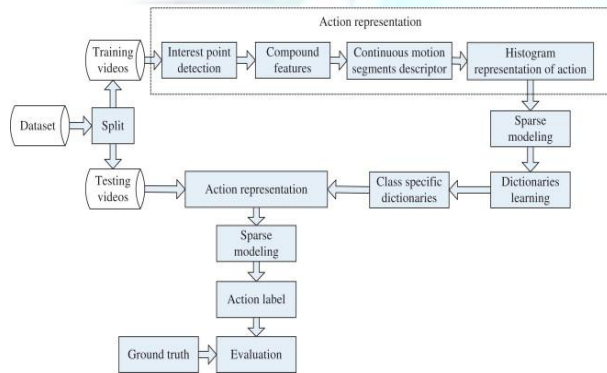 Action representation
Training
videos
Interest point
detection
Compound
features
Continuous motion
segments descriptor
Histogram
representation of action
Dataset
Split
Sparse
modeling
Testing
videos
Action representation
Class specific
dictionaries
Dictionaries
learning
Sparse
modeling
Action label
Ground truth
Evaluation